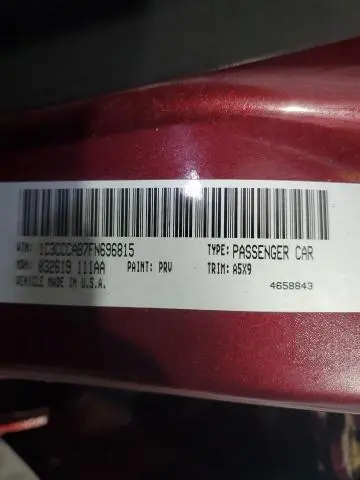 VIN: 1C3CCCAB7FN696815 TYPE: PASSENGER CAR
MDH: 032619 111AA PAINT: PRV TRIM: A5X9
VEHICLE MADE IN U.S.A. 4658843